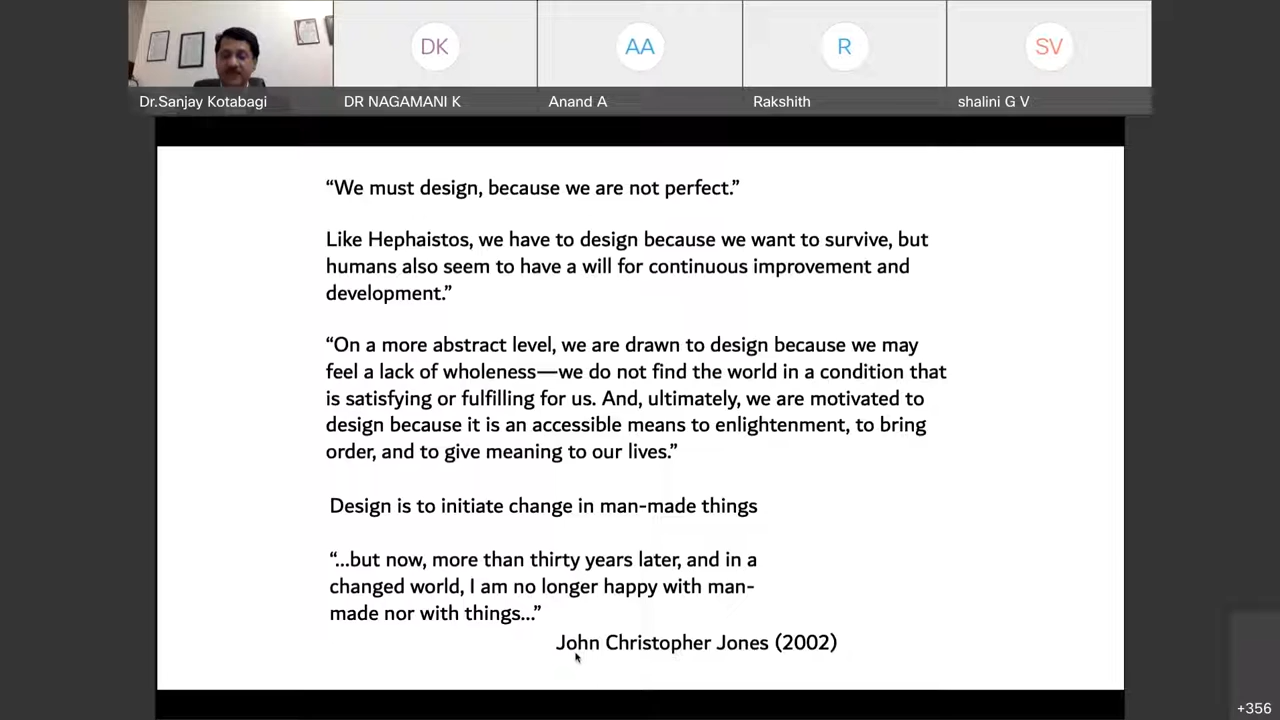 DK
AA
R
SV
Dr.Sanjay Kotabagi
DR NAGAMANI K
Anand A
Rakshith
shalini G V
“We must design, because we are not perfect.”
Like Hephaistos, we have to design because we want to survive, but
humans also seem to have a will for continuous improvement and
development.”
“On a more abstract level, we are drawn to design because we may
feel a lack of wholeness—we do not find the world in a condition that
is satisfying or fulfilling for us. And, ultimately, we are motivated to
design because it is an accessible means to enlightenment, to bring
order, and to give meaning to our lives.”
Design is to initiate change in man-made things
“...but now, more than thirty years later, and in a
changed world, I am no longer happy with man-
made nor with things...”
John Christopher Jones (2002)
+356